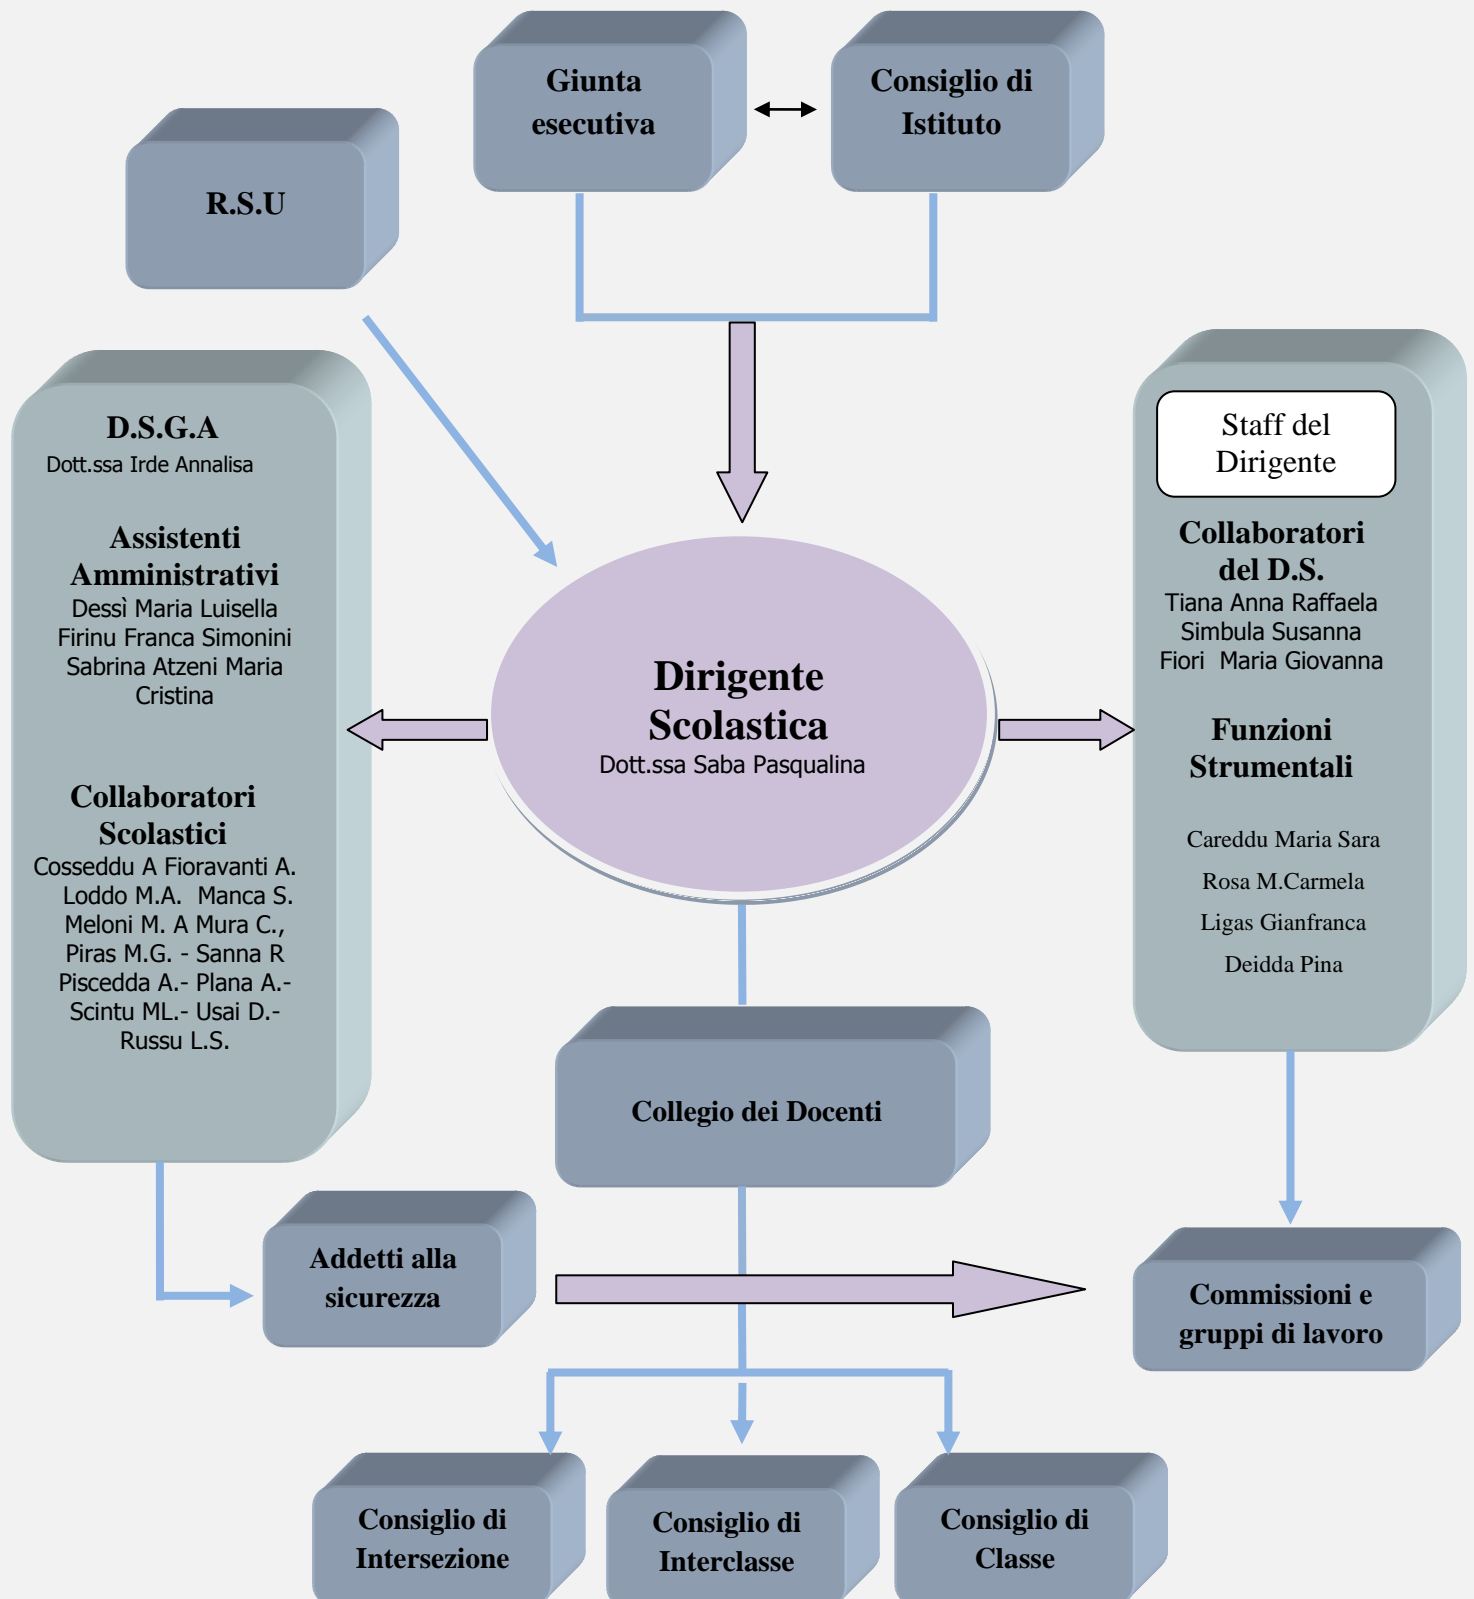 Giunta
esecutiva
Consiglio di
Istituto
R.S.U
D.S.G.A
Dott.ssa Irde Annalisa
Assistenti
Amministrativi
Dessì Maria Luisella
Firinu Franca Simonini
Sabrina Atzeni Maria
Cristina
Collaboratori
Scolastici
Cosseddu A Fioravanti A.
Loddo M.A.  Manca S.
Meloni M. A Mura C.,
Piras M.G. - Sanna R
Piscedda A.- Plana A.-
Scintu ML.- Usai D.-
Russu L.S.
Dirigente
Scolastica
Dott.ssa Saba Pasqualina
Staff del
Dirigente
Collaboratori
del D.S.
Tiana Anna Raffaela
Simbula Susanna
Fiori  Maria Giovanna
Funzioni
Strumentali
Careddu Maria Sara
Rosa M.Carmela
Ligas Gianfranca
Deidda Pina
Collegio dei Docenti
Addetti alla
sicurezza
Commissioni e
gruppi di lavoro
Consiglio di
Intersezione
Consiglio di
Interclasse
Consiglio di
Classe